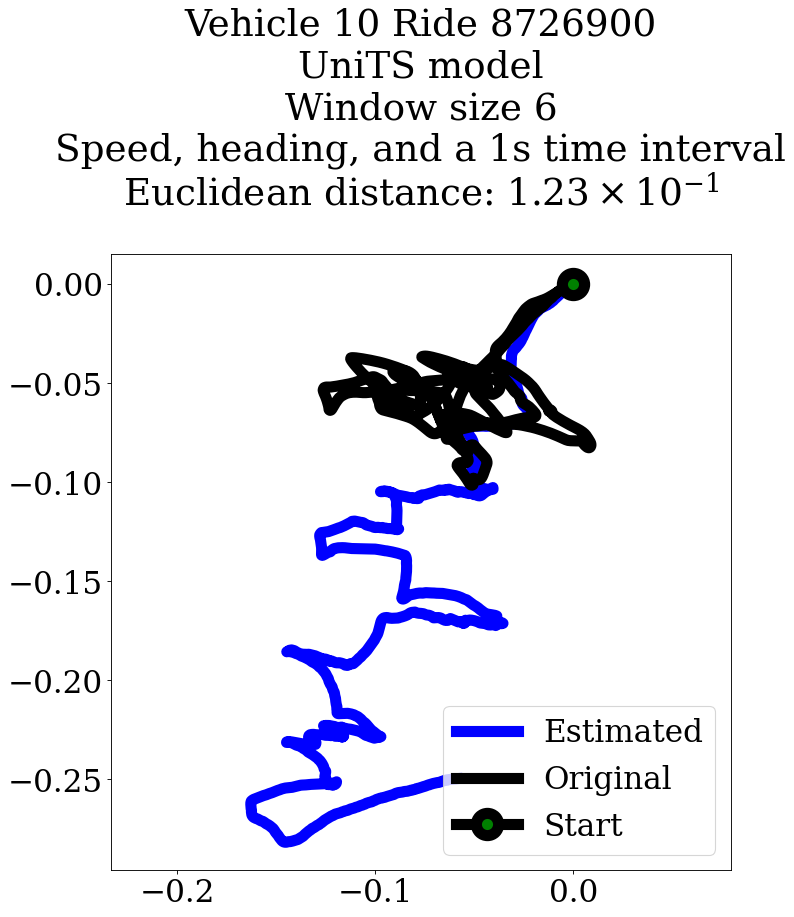 Vehicle 10 Ride 8726900
UniTS model
Window size 6
Speed, heading, and a 1s time interval
Euclidean distance: 1.23 × 10⁻¹
0.00
−0.05
−0.10
−0.15
−0.20
−0.25
Estimated
Original
Start
−0.2
−0.1
0.0